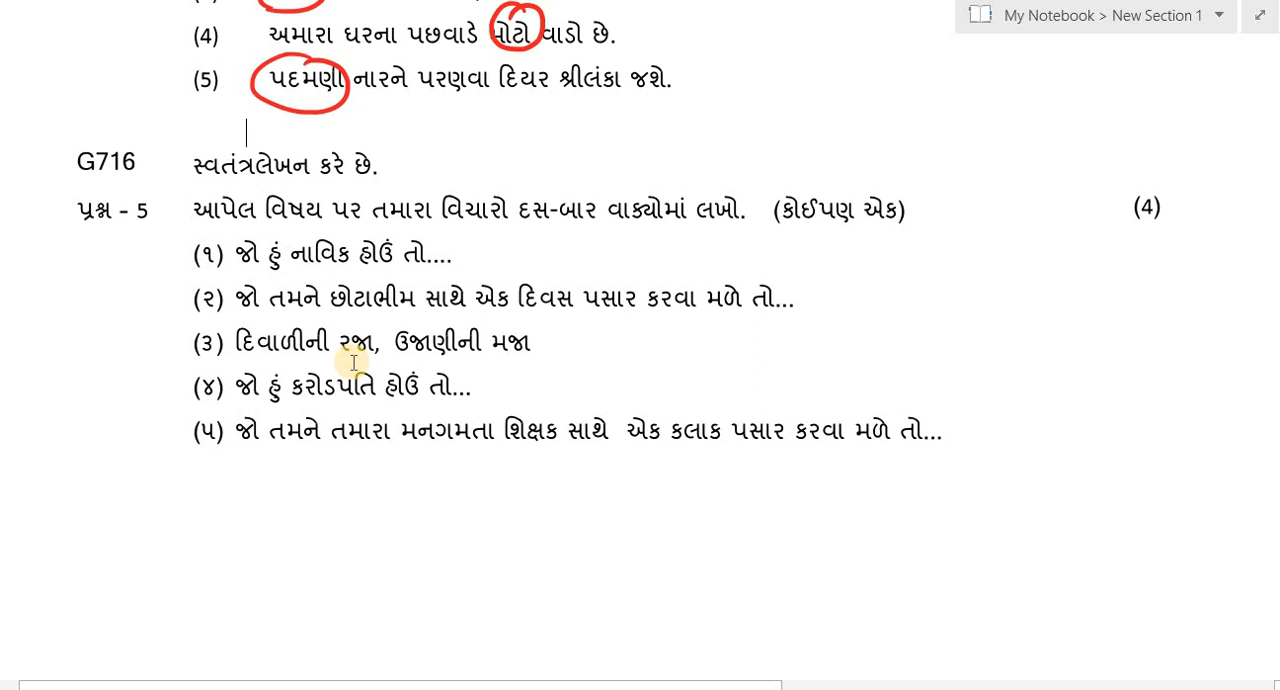 My Notebook > New Section 1
(4) અમારા ઘરના પછવાડે મોટો વાડો છે.
(5) પદમણી નારને પરણવા દિયર શ્રીલંકા જશે.
G716 સ્વતંત્રલેખન કરે છે.
પ્રશ્ન - 5 આપેલ વિષય પર તમારા વિચારો દસ-બાર વાક્યોમાં લખો. (કોઈપણ એક) (4)
(૧) જો હું નાવિક હોઉં તો....
(૨) જો તમને છોટાભીમ સાથે એક દિવસ પસાર કરવા મળે તો...
(૩) દિવાળીની રજા, ઉજાણીની મજા
(૪) જો હું કરોડપતિ હોઉં તો...
(૫) જો તમને તમારા મનગમતા શિક્ષક સાથે એક કલાક પસાર કરવા મળે તો...